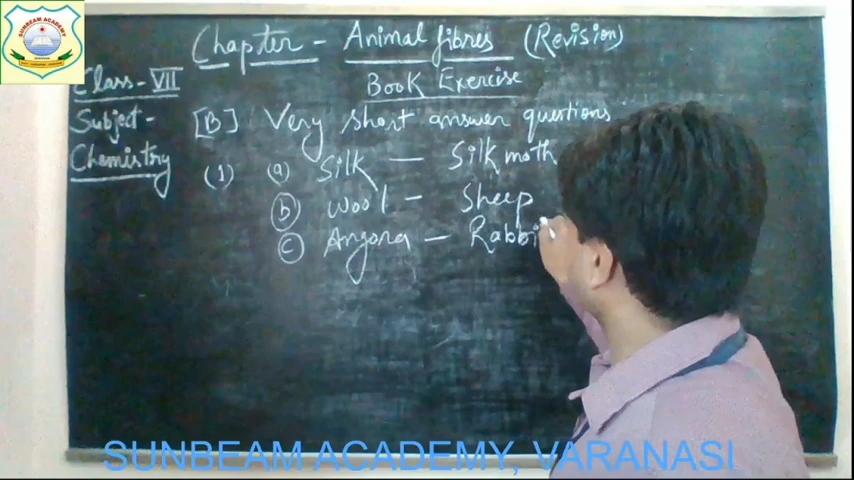 SUNBEAM ACADEMY
Chapter - Animal fibres (Revision)
Class - VII
Book Exercise
Subject -
[B] Very short answer questions
Chemistry
(1) (a) Silk — Silk moth
(b) wool — Sheep
(c) Angora — Rabbi
SUNBEAM ACADEMY, VARANASI